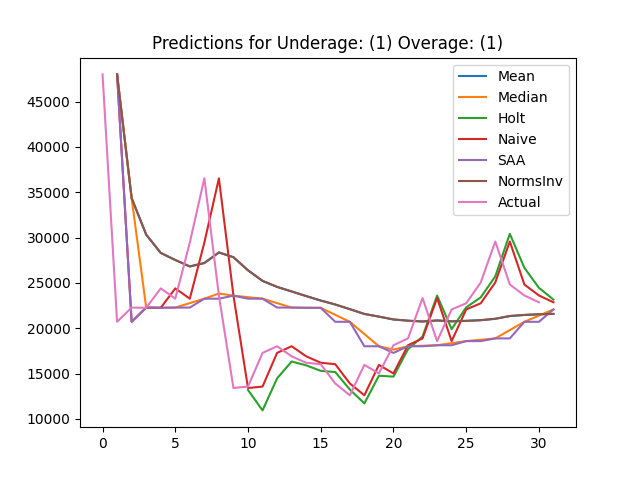 Predictions for Underage: (1) Overage: (1)
Mean
Median
Holt
Naive
SAA
NormsInv
Actual
45000
40000
35000
30000
25000
20000
15000
10000
0 5 10 15 20 25 30